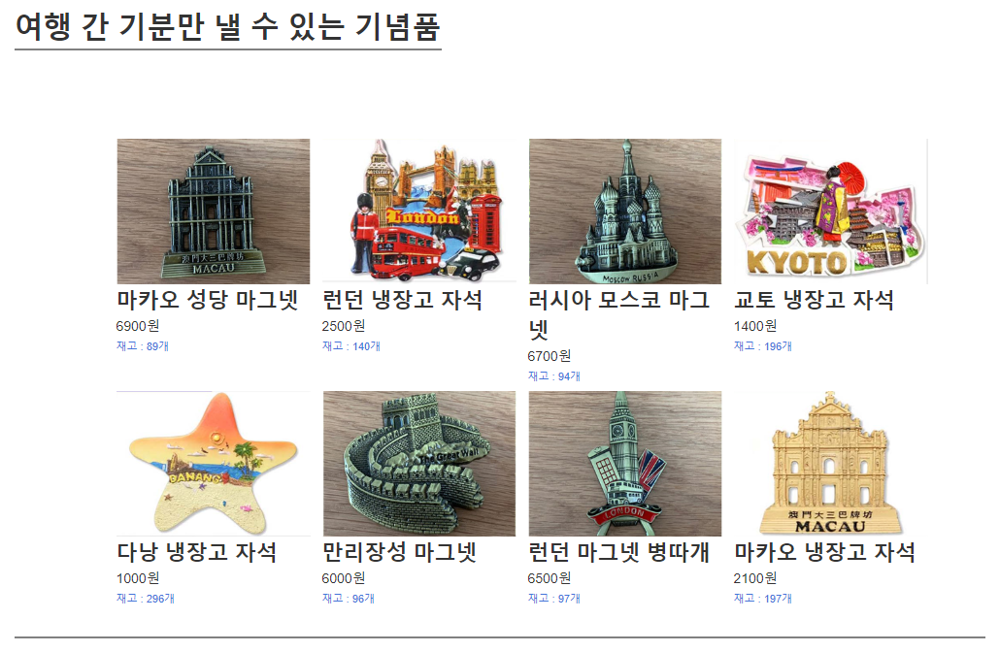 여행 간 기분만 낼 수 있는 기념품
澳門大三巴牌坊
MACAU
London
Moscow RUSSIA
KYOTO
마카오 성당 마그넷
6900원
재고 : 89개
런던 냉장고 자석
2500원
재고 : 140개
러시아 모스코 마그
넷
6700원
재고 : 94개
교토 냉장고 자석
1400원
재고 : 196개
DANANG
The Great Wall
LONDON
澳門大三巴牌坊
MACAU
다낭 냉장고 자석
1000원
재고 : 296개
만리장성 마그넷
6000원
재고 : 96개
런던 마그넷 병따개
6500원
재고 : 97개
마카오 냉장고 자석
2100원
재고 : 197개